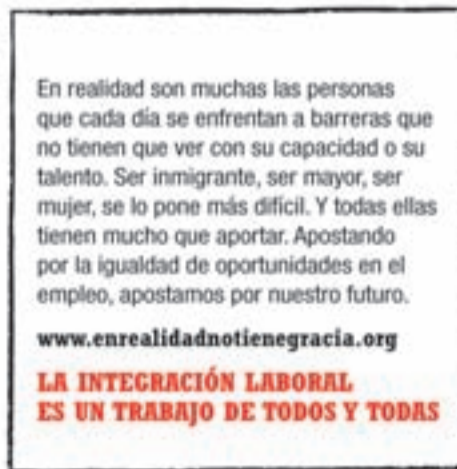 En realidad son muchas las personas
que cada día se enfrentan a barreras que
no tienen que ver con su capacidad o su
talento. Ser inmigrante, ser mayor, ser
mujer, se lo pone más difícil. Y todas ellas
tienen mucho que aportar. Apostando
por la igualdad de oportunidades en el
empleo, apostamos por nuestro futuro.
www.enrealidadnotienegracia.org
LA INTEGRACIÓN LABORAL
ES UN TRABAJO DE TODOS Y TODAS